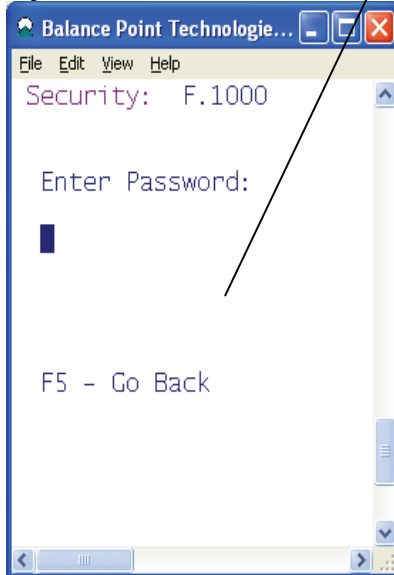 Balance Point Technologie...
File Edit View Help
Security: F.1000
Enter Password:
F5 - Go Back